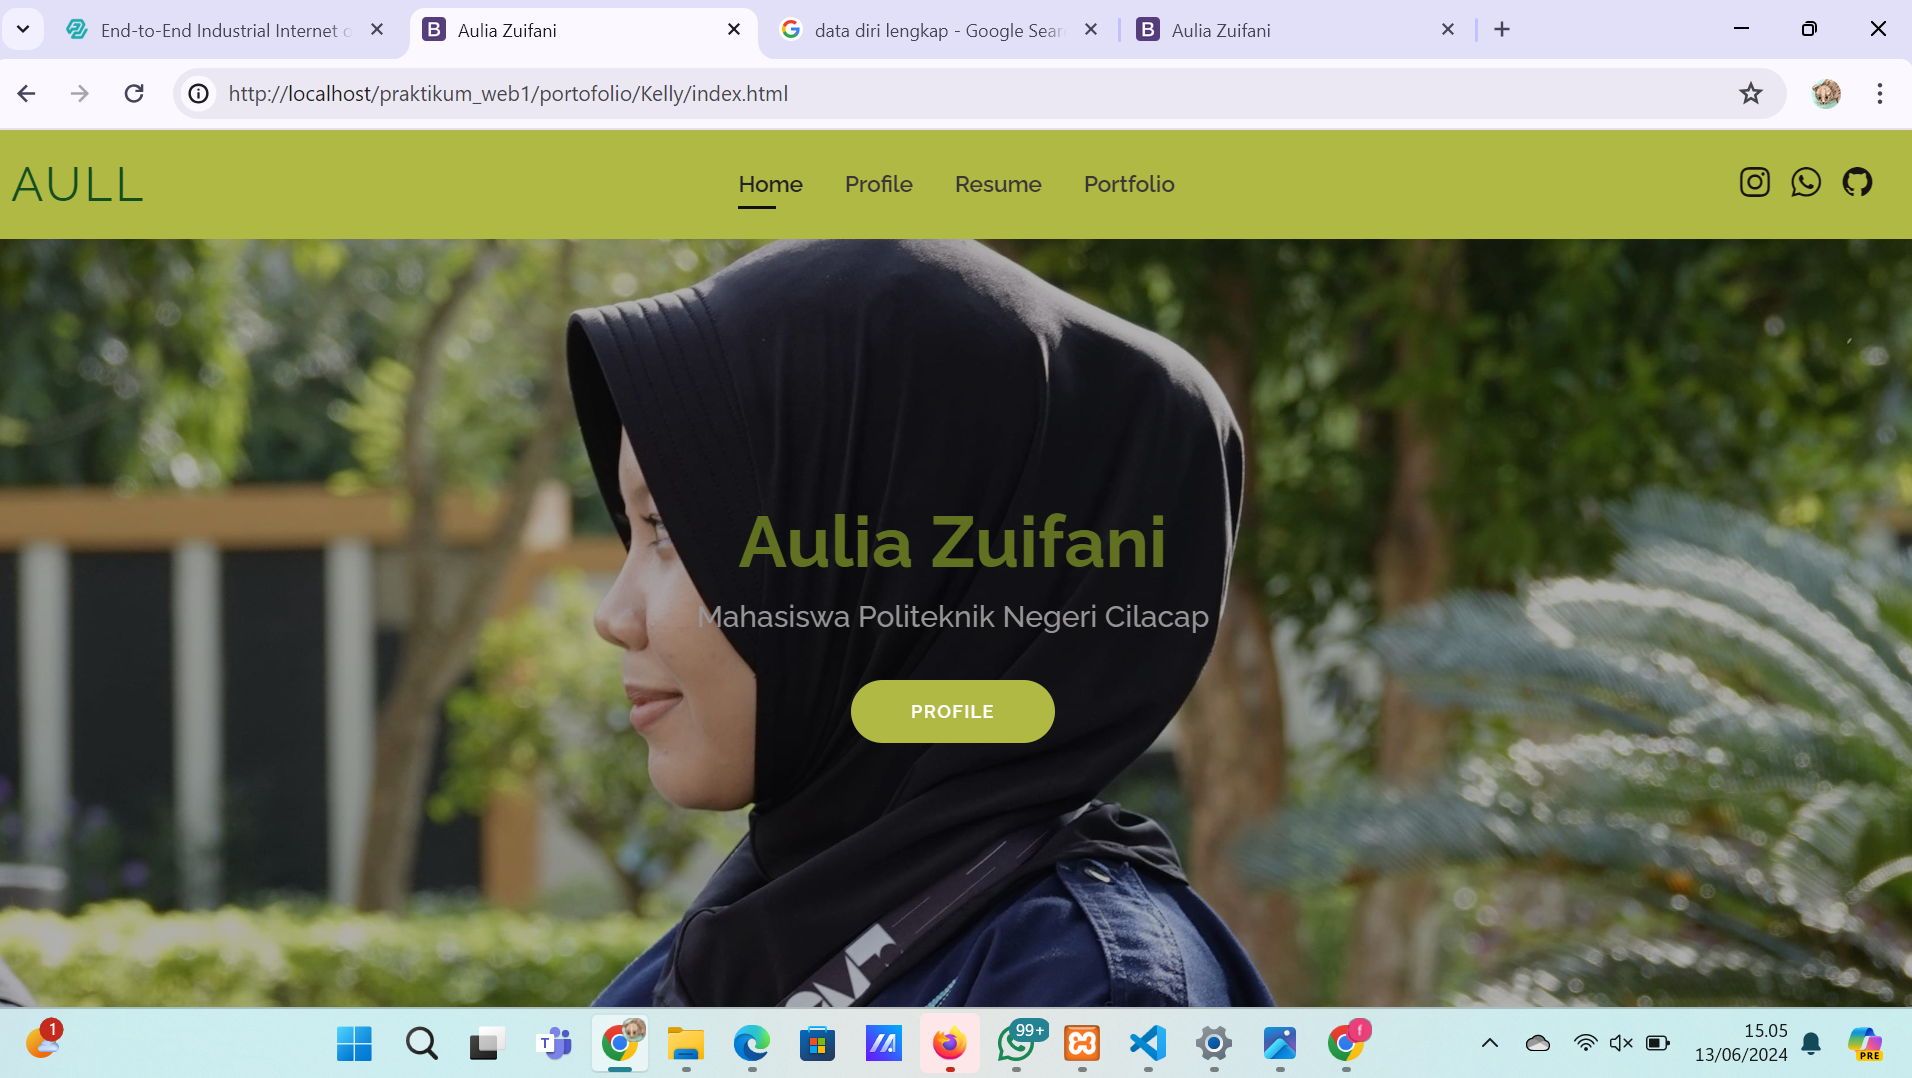 End-to-End Industrial Internet o
Aulia Zuifani
data diri lengkap - Google Sear
Aulia Zuifani
http://localhost/praktikum_web1/portofolio/Kelly/index.html
AULL
Home Profile Resume Portfolio
Aulia Zuifani
Mahasiswa Politeknik Negeri Cilacap
PROFILE
1
99+
15.05
13/06/2024
PRE